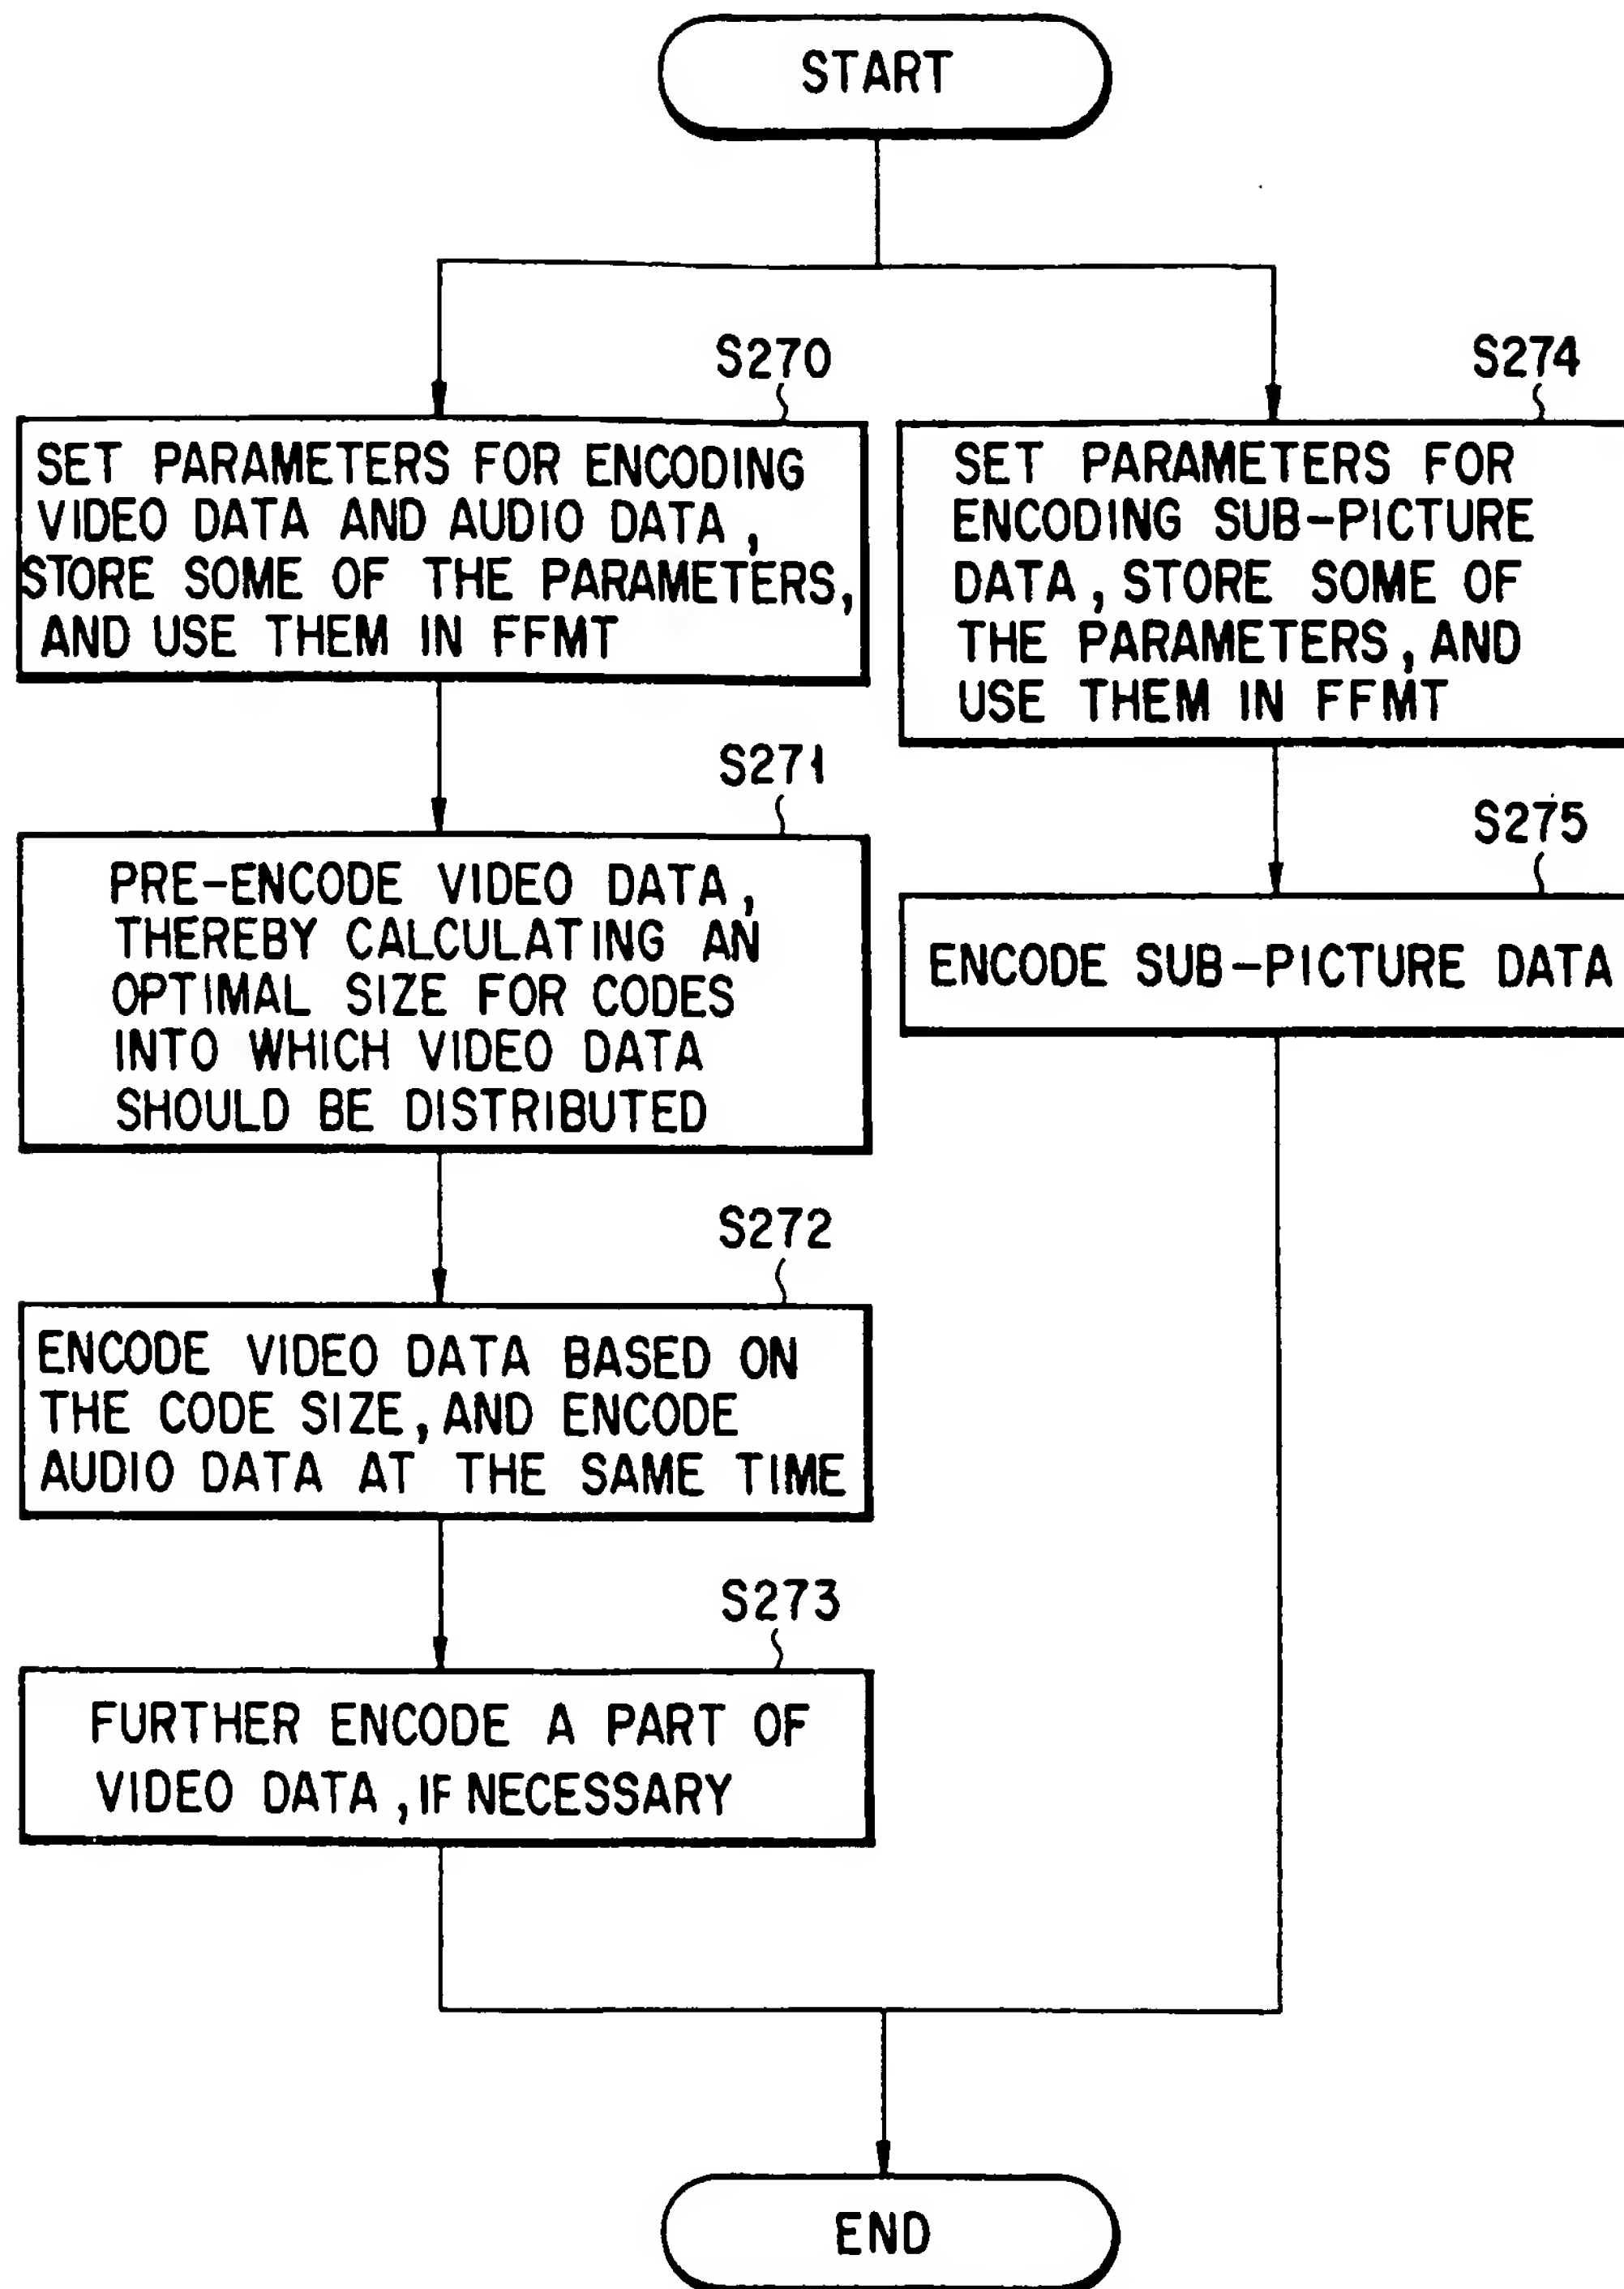 START
S270
SET PARAMETERS FOR ENCODING
VIDEO DATA AND AUDIO DATA,
STORE SOME OF THE PARAMETERS,
AND USE THEM IN FFMT
S271
PRE-ENCODE VIDEO DATA,
THEREBY CALCULATING AN
OPTIMAL SIZE FOR CODES
INTO WHICH VIDEO DATA
SHOULD BE DISTRIBUTED
S272
ENCODE VIDEO DATA BASED ON
THE CODE SIZE, AND ENCODE
AUDIO DATA AT THE SAME TIME
S273
FURTHER ENCODE A PART OF
VIDEO DATA, IF NECESSARY
S274
SET PARAMETERS FOR
ENCODING SUB-PICTURE
DATA, STORE SOME OF
THE PARAMETERS, AND
USE THEM IN FFMT
S275
ENCODE SUB-PICTURE DATA
END